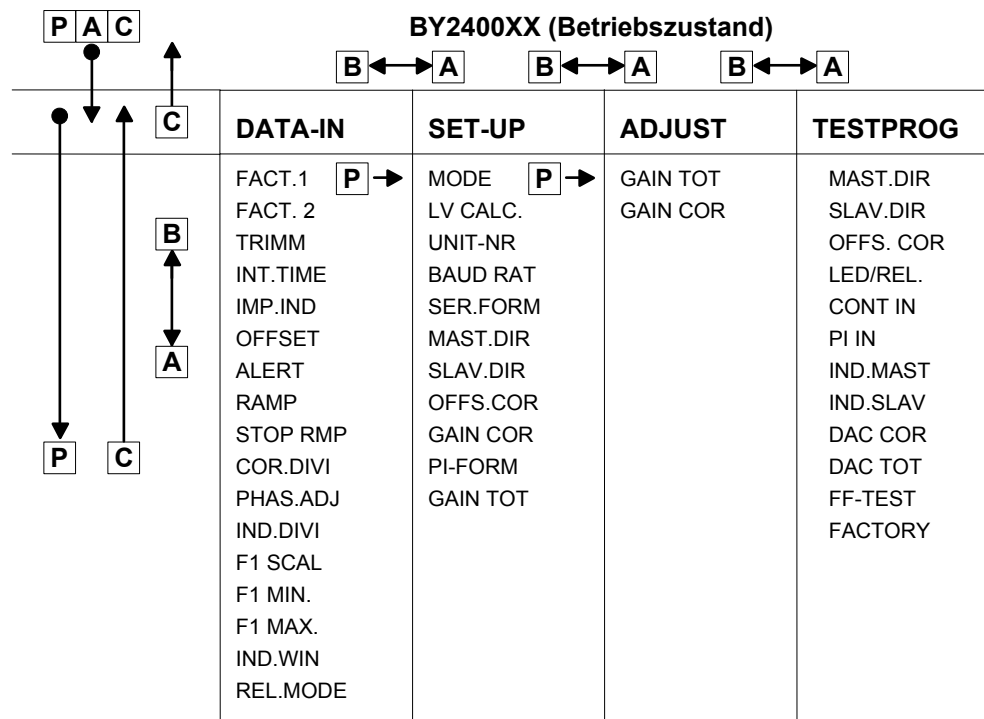 P A C BY2400XX (Betriebszustand)
B A B A B A
C DATA-IN SET-UP ADJUST TESTPROG
FACT.1 P MODE P GAIN TOT MAST.DIR
FACT. 2 LV CALC. GAIN COR SLAV.DIR
B TRIMM UNIT-NR OFFS. COR
INT.TIME BAUD RAT LED/REL.
IMP.IND SER.FORM CONT IN
OFFSET MAST.DIR PI IN
A ALERT SLAV.DIR IND.MAST
RAMP OFFS.COR IND.SLAV
P C STOP RMP GAIN COR DAC COR
COR.DIVI PI-FORM DAC TOT
PHAS.ADJ GAIN TOT FF-TEST
IND.DIVI FACTORY
F1 SCAL
F1 MIN.
F1 MAX.
IND.WIN
REL.MODE